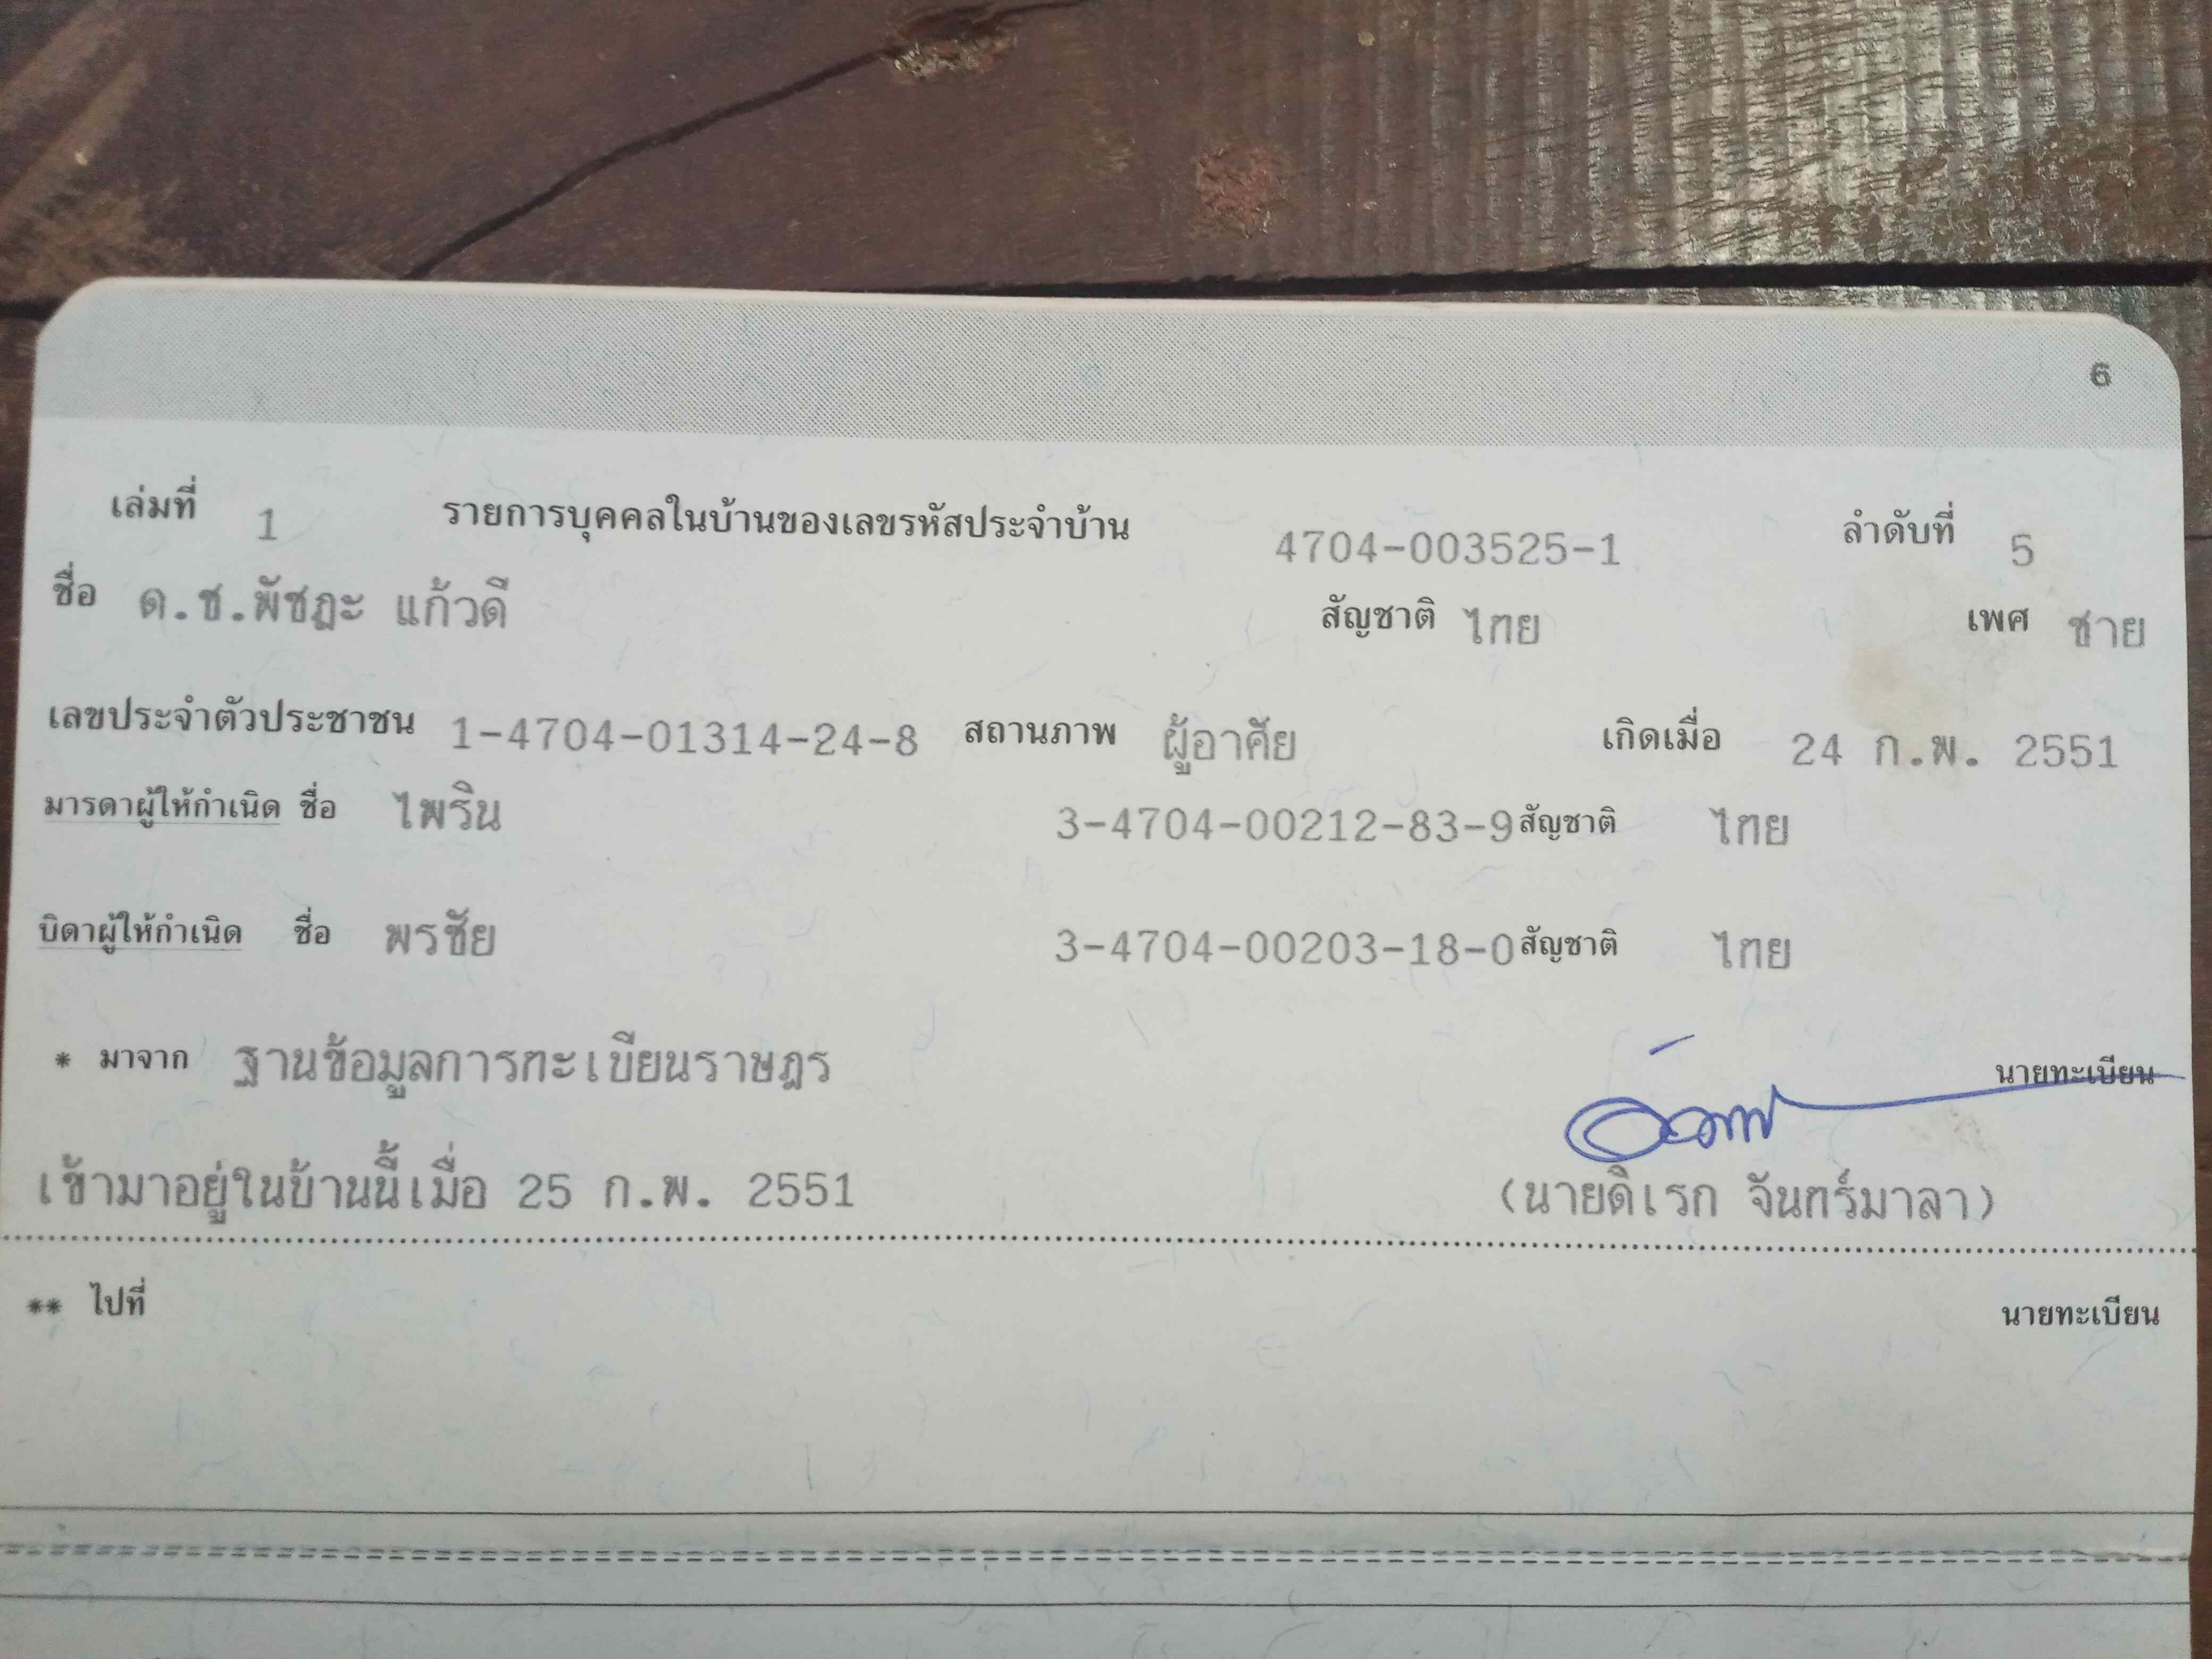 6
เล่มที่ 1 รายการบุคคลในบ้านของเลขรหัสประจำบ้าน 4704-003525-1 ลำดับที่ 5
ชื่อ ด.ช.พัชฎะ แก้วดี สัญชาติ ไทย เพศ ชาย
เลขประจำตัวประชาชน 1-4704-01314-24-8 สถานภาพ ผู้อาศัย เกิดเมื่อ 24 ก.พ. 2551
มารดาผู้ให้กำเนิด ชื่อ ไพริน 3-4704-00212-83-9 สัญชาติ ไทย
บิดาผู้ให้กำเนิด ชื่อ พรชัย 3-4704-00203-18-0 สัญชาติ ไทย
* มาจาก ฐานข้อมูลการทะเบียนราษฎร นายทะเบียน
เข้ามาอยู่ในบ้านนี้เมื่อ 25 ก.พ. 2551 (นายดิเรก จันทร์มาลา)
** ไปที่ นายทะเบียน